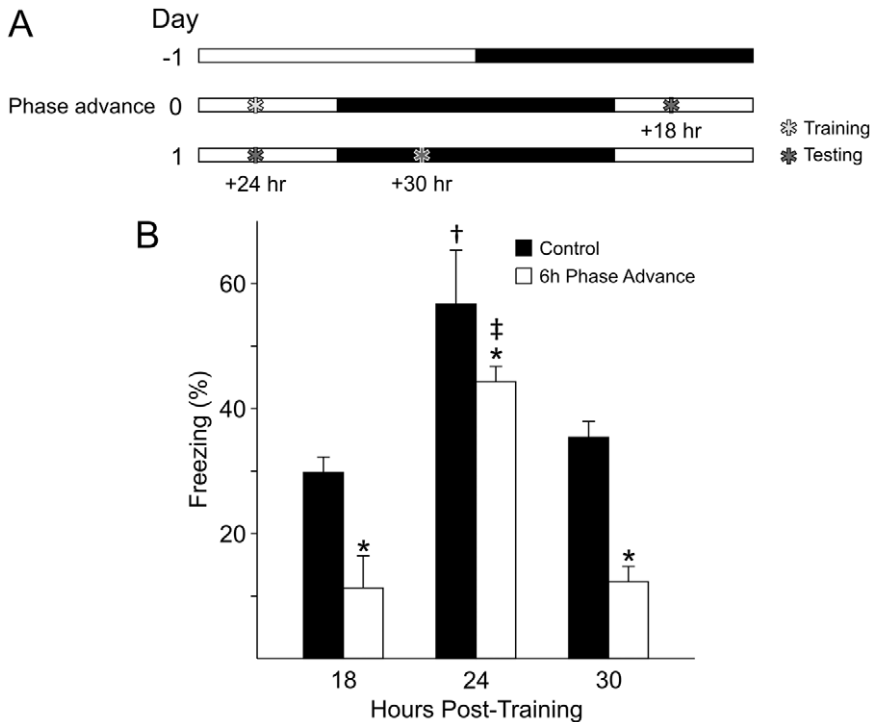 A
Day
-1
Phase advance 0
+18 hr
Training
1
Testing
+24 hr
+30 hr
B
†
Control
6h Phase Advance
‡
*
60
40
20
*
*
Freezing (%)
18
24
30
Hours Post-Training